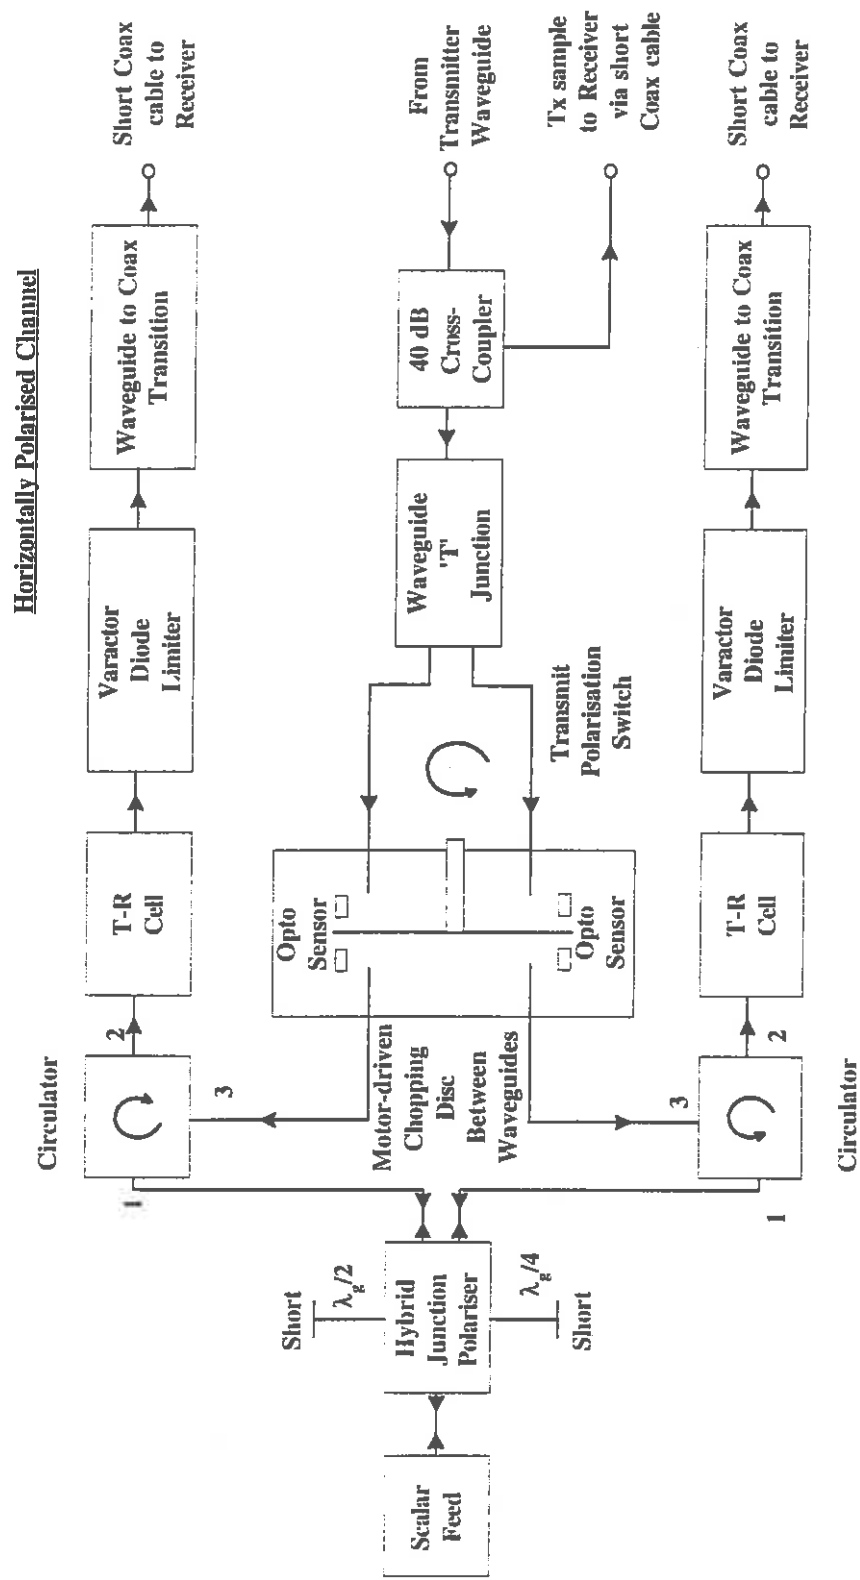 Horizontally Polarised Channel
Circulator
1
2
3
T-R
Cell
Varactor
Diode
Limiter
Waveguide to Coax
Transition
Short Coax
cable to
Receiver
Scalar
Feed
Short
λg/2
Hybrid
Junction
Polariser
λg/4
Short
Motor-driven
Chopping
Disc
Between
Waveguides
Opto
Sensor
Opto
Sensor
Transmit
Polarisation
Switch
Waveguide
'T'
Junction
40 dB
Cross-
Coupler
From
Transmitter
Waveguide
Tx sample
to Receiver
via short
Coax cable
1
3
2
Circulator
T-R
Cell
Varactor
Diode
Limiter
Waveguide to Coax
Transition
Short Coax
cable to
Receiver